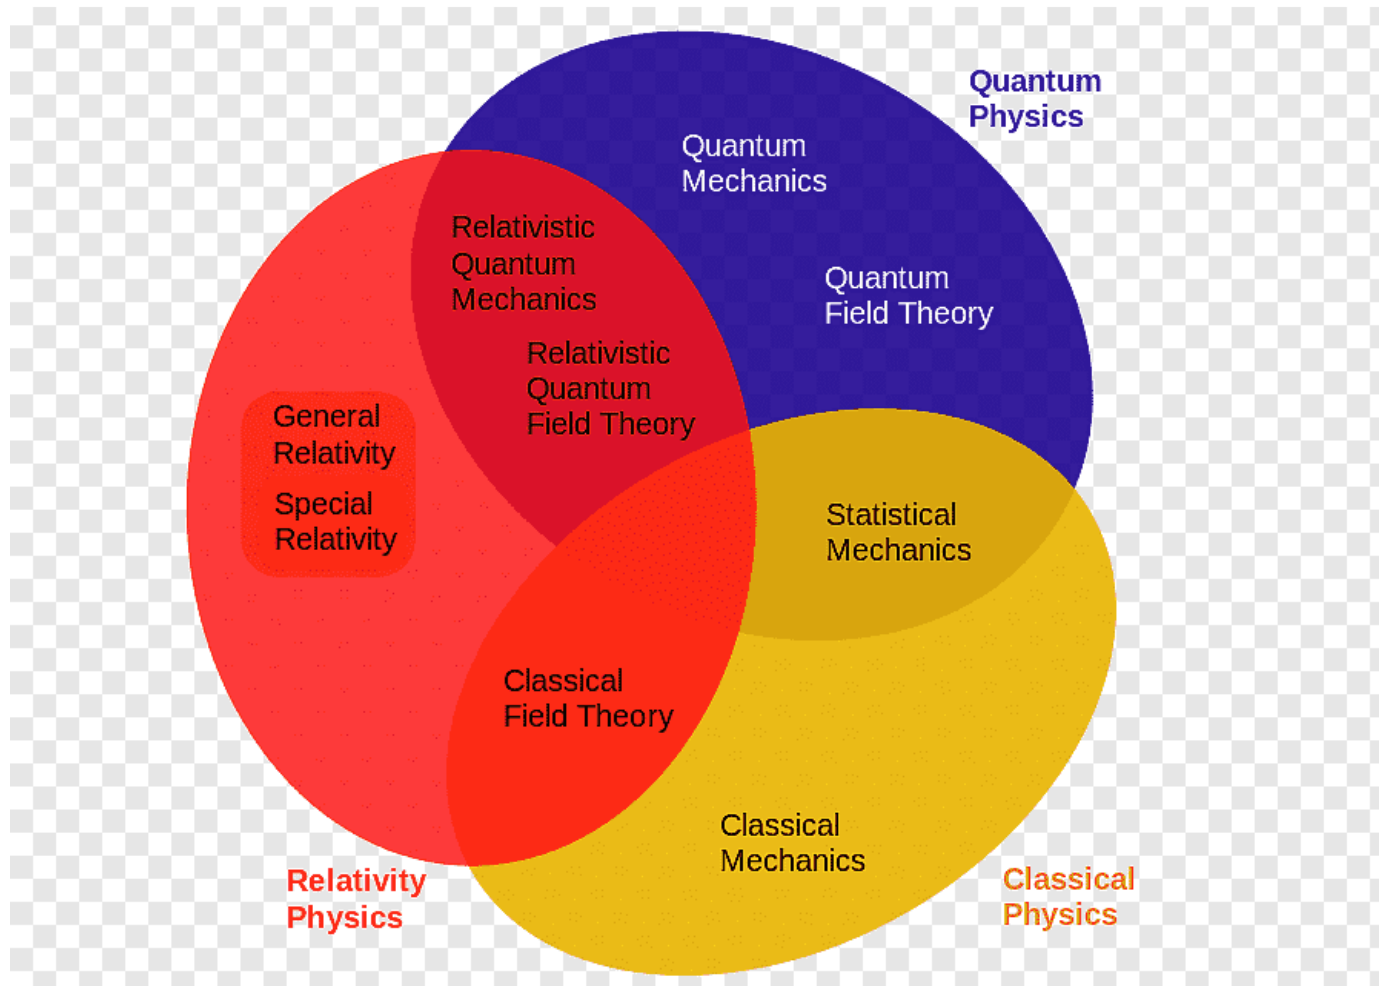 Quantum
Physics
Quantum
Mechanics
Relativistic
Quantum
Mechanics
Quantum
Field Theory
Relativistic
Quantum
Field Theory
General
Relativity
Special
Relativity
Statistical
Mechanics
Classical
Field Theory
Classical
Mechanics
Relativity
Physics
Classical
Physics